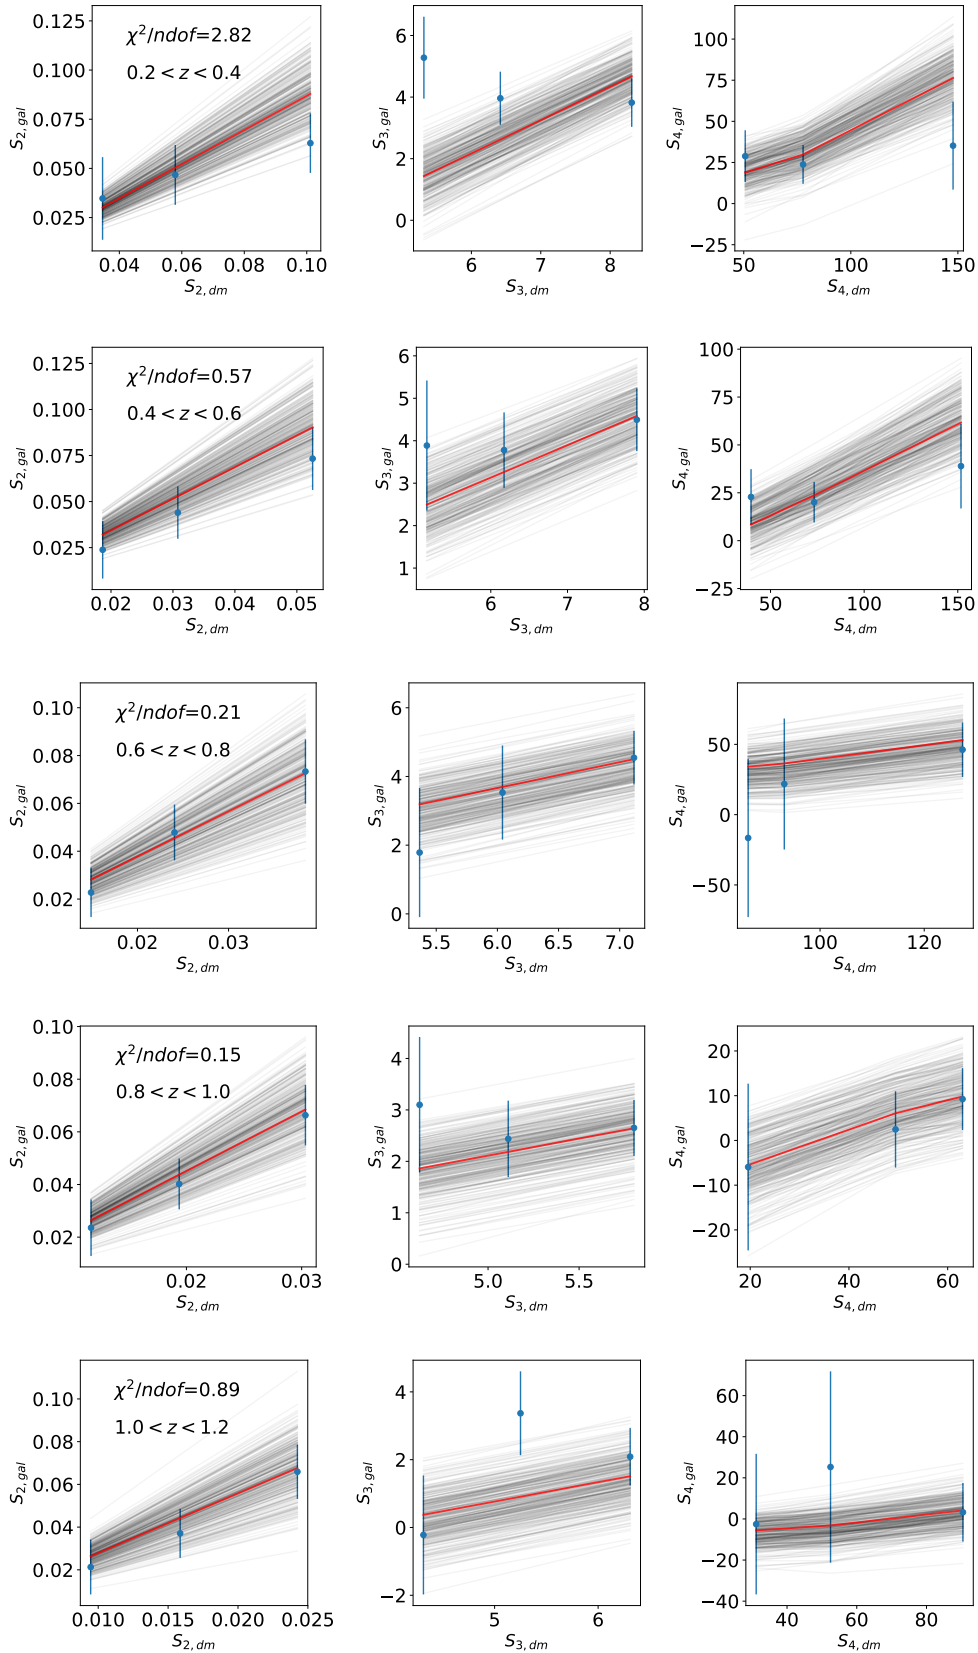 0.125
0.100
0.075
0.050
0.025
S2,gal
χ²/ndof=2.82
0.2 < z < 0.4
0.04 0.06 0.08 0.10
S2,dm
6
4
2
0
S3,gal
6 7 8
S3,dm
100
75
50
25
0
−25
S4,gal
50 100 150
S4,dm
0.125
0.100
0.075
0.050
0.025
S2,gal
χ²/ndof=0.57
0.4 < z < 0.6
0.02 0.03 0.04 0.05
S2,dm
6
5
4
3
2
1
S3,gal
6 7 8
S3,dm
100
75
50
25
0
−25
S4,gal
50 100 150
S4,dm
0.10
0.08
0.06
0.04
0.02
S2,gal
χ²/ndof=0.21
0.6 < z < 0.8
0.02 0.03
S2,dm
6
4
2
0
S3,gal
5.5 6.0 6.5 7.0
S3,dm
50
0
−50
S4,gal
100 120
S4,dm
0.10
0.08
0.06
0.04
0.02
S2,gal
χ²/ndof=0.15
0.8 < z < 1.0
0.02 0.03
S2,dm
4
3
2
1
0
S3,gal
5.0 5.5
S3,dm
20
10
0
−10
−20
S4,gal
20 40 60
S4,dm
0.10
0.08
0.06
0.04
0.02
S2,gal
χ²/ndof=0.89
1.0 < z < 1.2
0.010 0.015 0.020 0.025
S2,dm
4
2
0
−2
S3,gal
5 6
S3,dm
60
40
20
0
−20
−40
S4,gal
40 60 80
S4,dm